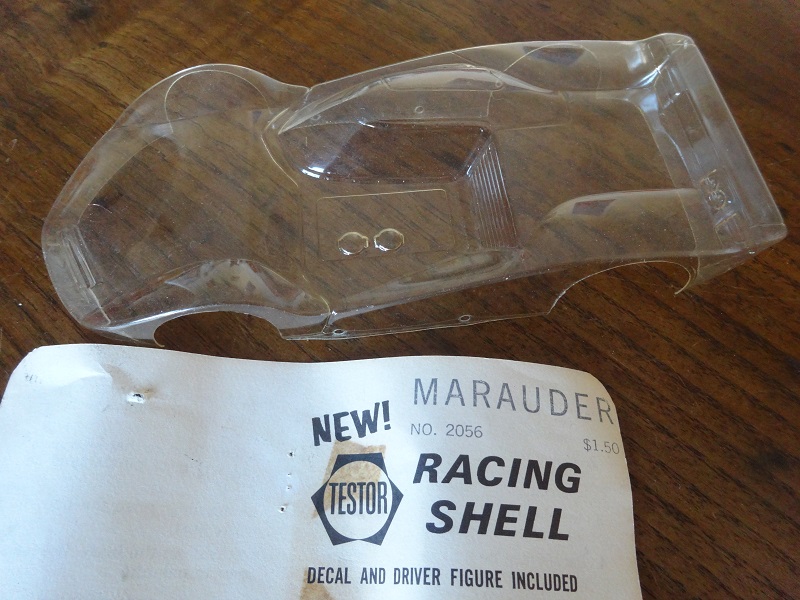 MARAUDER
NEW!
NO. 2056
$1.50
TESTOR
RACING
SHELL
DECAL AND DRIVER FIGURE INCLUDED